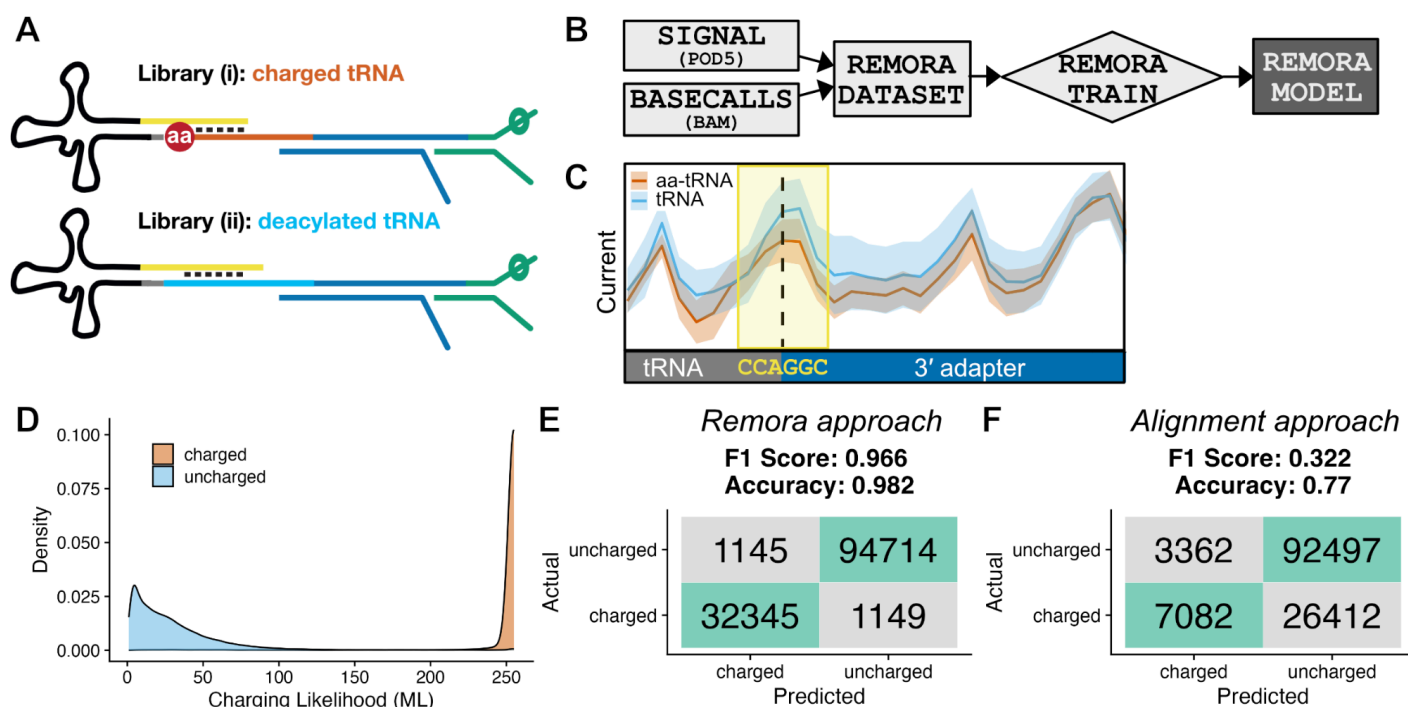 A
Library (i): charged tRNA
aa
Library (ii): deacylated tRNA
B
SIGNAL
(POD5)
BASECALLS
(BAM)
REMORA
DATASET
REMORA
TRAIN
REMORA
MODEL
C
aa-tRNA
tRNA
Current
tRNA
CCAGGC
3′ adapter
D
0.100
0.075
0.050
0.025
0.000
Density
charged
uncharged
0 50 100 150 200 250
Charging Likelihood (ML)
E
Remora approach
F1 Score: 0.966
Accuracy: 0.982
Actual
uncharged
1145 94714
charged
32345 1149
charged uncharged
Predicted
F
Alignment approach
F1 Score: 0.322
Accuracy: 0.77
Actual
uncharged
3362 92497
charged
7082 26412
charged uncharged
Predicted